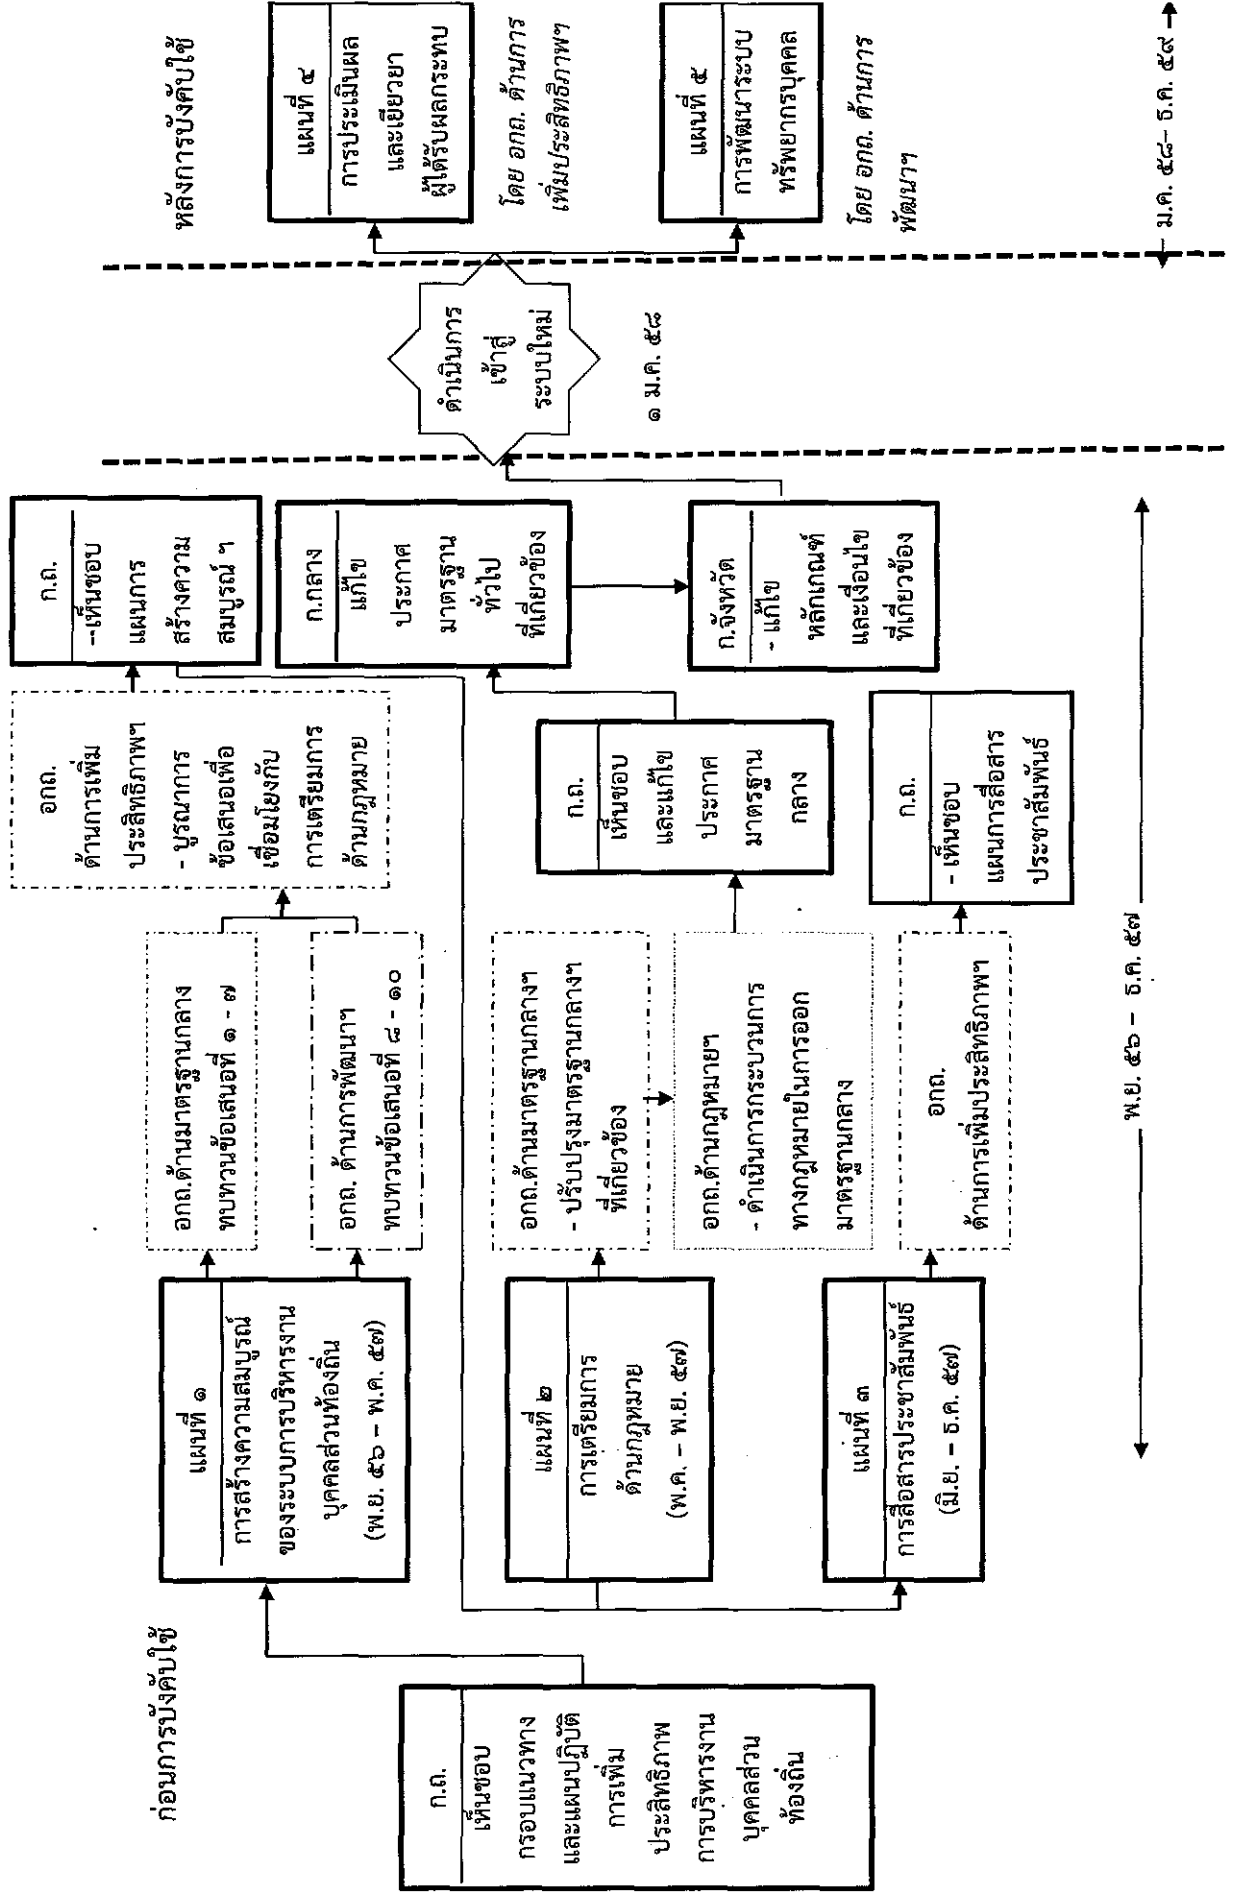 ก่อนการบังคับใช้
หลังการบังคับใช้
ก.ถ.
เห็นชอบ
กรอบแนวทาง
และแผนปฏิบัติ
การเพิ่ม
ประสิทธิภาพ
การบริหารงาน
บุคคลส่วน
ท้องถิ่น
แผนที่ ๑
การสร้างความสมบูรณ์
ของระบบการบริหารงาน
บุคคลส่วนท้องถิ่น
(พ.ย. ๕๖ – พ.ค. ๕๗)
อกถ.ด้านมาตรฐานกลาง
ทบทวนข้อเสนอที่ ๑ - ๗
อกถ. ด้านการพัฒนาฯ
ทบทวนข้อเสนอที่ ๘ - ๑๐
อกถ.
ด้านการเพิ่ม
ประสิทธิภาพฯ
- บูรณาการ
ข้อเสนอเพื่อ
เชื่อมโยงกับ
การเตรียมการ
ด้านกฎหมาย
ก.ถ.
--เห็นชอบ
แผนการ
สร้างความ
สมบูรณ์ ฯ
แผนที่ ๒
การเตรียมการ
ด้านกฎหมาย
(พ.ค. – พ.ย. ๕๗)
อกถ.ด้านมาตรฐานกลางฯ
- ปรับปรุงมาตรฐานกลางฯ
ที่เกี่ยวข้อง
อกถ.ด้านกฎหมายฯ
- ดำเนินการกระบวนการ
ทางกฎหมายในการออก
มาตรฐานกลาง
ก.ถ.
เห็นชอบ
และแก้ไข
ประกาศ
มาตรฐาน
กลาง
ก.กลาง
แก้ไข
ประกาศ
มาตรฐาน
ทั่วไป
ที่เกี่ยวข้อง
ก.จังหวัด
- แก้ไข
หลักเกณฑ์
และเงื่อนไข
ที่เกี่ยวข้อง
แผนที่ ๓
การสื่อสารประชาสัมพันธ์
(มิ.ย. – ธ.ค. ๕๗)
อกถ.
ด้านการเพิ่มประสิทธิภาพฯ
ก.ถ.
- เห็นชอบ
แผนการสื่อสาร
ประชาสัมพันธ์
ดำเนินการ
เข้าสู่
ระบบใหม่
๑ ม.ค. ๕๘
แผนที่ ๔
การประเมินผล
และเยียวยา
ผู้ได้รับผลกระทบ
โดย อกถ. ด้านการ
เพิ่มประสิทธิภาพฯ
แผนที่ ๕
การพัฒนาระบบ
ทรัพยากรบุคคล
โดย อกถ. ด้านการ
พัฒนาฯ
พ.ย. ๕๖ – ธ.ค. ๕๗
ม.ค. ๕๘– ธ.ค. ๕๙